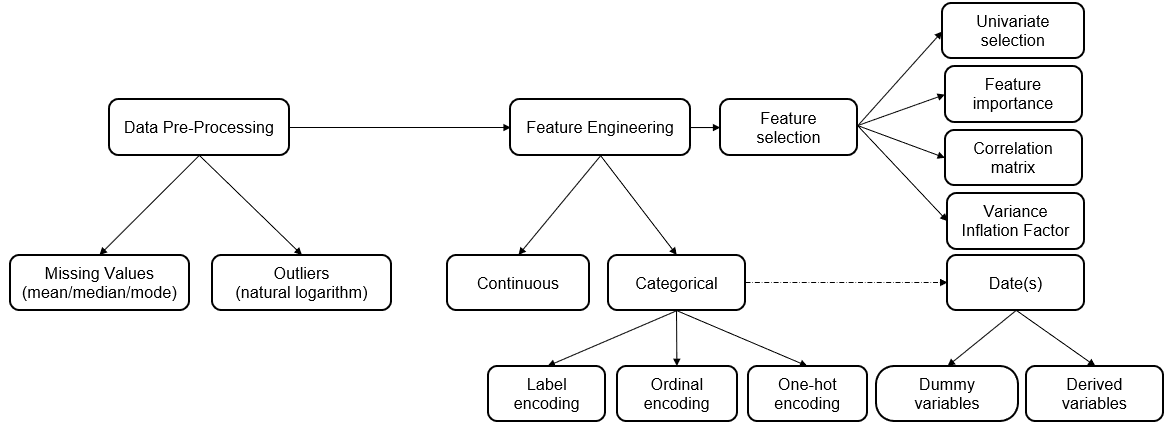 Univariate
selection
Feature
importance
Data Pre-Processing
Feature Engineering
Feature
selection
Correlation
matrix
Variance
Inflation Factor
Missing Values
(mean/median/mode)
Outliers
(natural logarithm)
Continuous
Categorical
Date(s)
Label
encoding
Ordinal
encoding
One-hot
encoding
Dummy
variables
Derived
variables